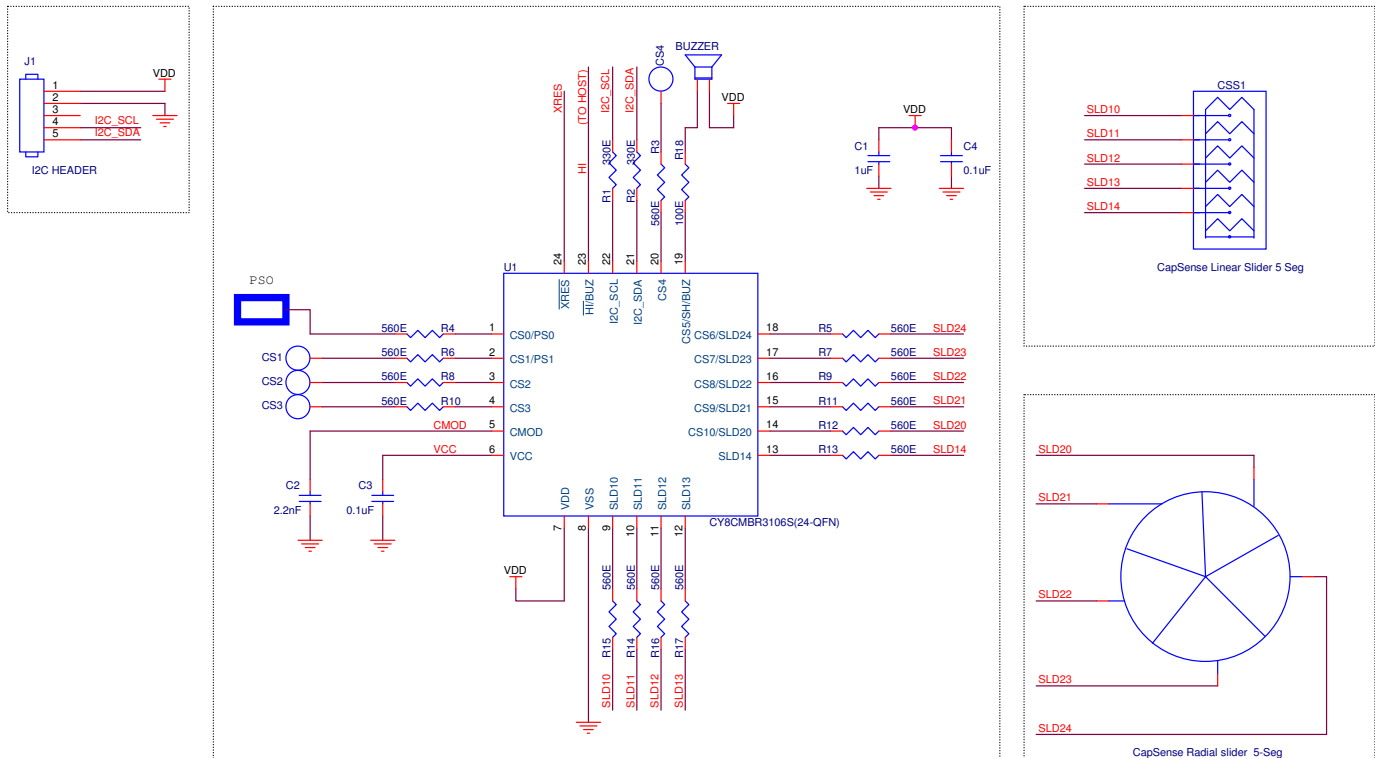 J1
1
2
3
4
5
VDD
I2C_SCL
I2C_SDA
I2C HEADER
XRES
HI (TO HOST)
I2C_SCL
I2C_SDA
CS4
BUZZER
VDD
R1 330E
R2 330E
R3
560E
R18
100E
VDD
C1
1uF
C4
0.1uF
24
23
22
21
20
19
U1
XRES
HI/BUZ
I2C_SCL
I2C_SDA
CS4
CS5/SH/BUZ
PS0
560E R4 1 CS0/PS0
CS1 560E R6 2 CS1/PS1
CS2 560E R8 3 CS2
CS3 560E R10 4 CS3
CMOD 5 CMOD
VCC 6 VCC
C2
2.2nF
C3
0.1uF
CS6/SLD24 18 R5 560E SLD24
CS7/SLD23 17 R7 560E SLD23
CS8/SLD22 16 R9 560E SLD22
CS9/SLD21 15 R11 560E SLD21
CS10/SLD20 14 R12 560E SLD20
SLD14 13 R13 560E SLD14
VDD
VSS
SLD10
SLD11
SLD12
SLD13
7
8
9
10
11
12
CY8CMBR3106S(24-QFN)
VDD
560E
560E
560E
560E
R15
R14
R16
R17
SLD10
SLD11
SLD12
SLD13
CSS1
SLD10
SLD11
SLD12
SLD13
SLD14
CapSense Linear Slider 5 Seg
SLD20
SLD21
SLD22
SLD23
SLD24
CapSense Radial slider 5-Seg